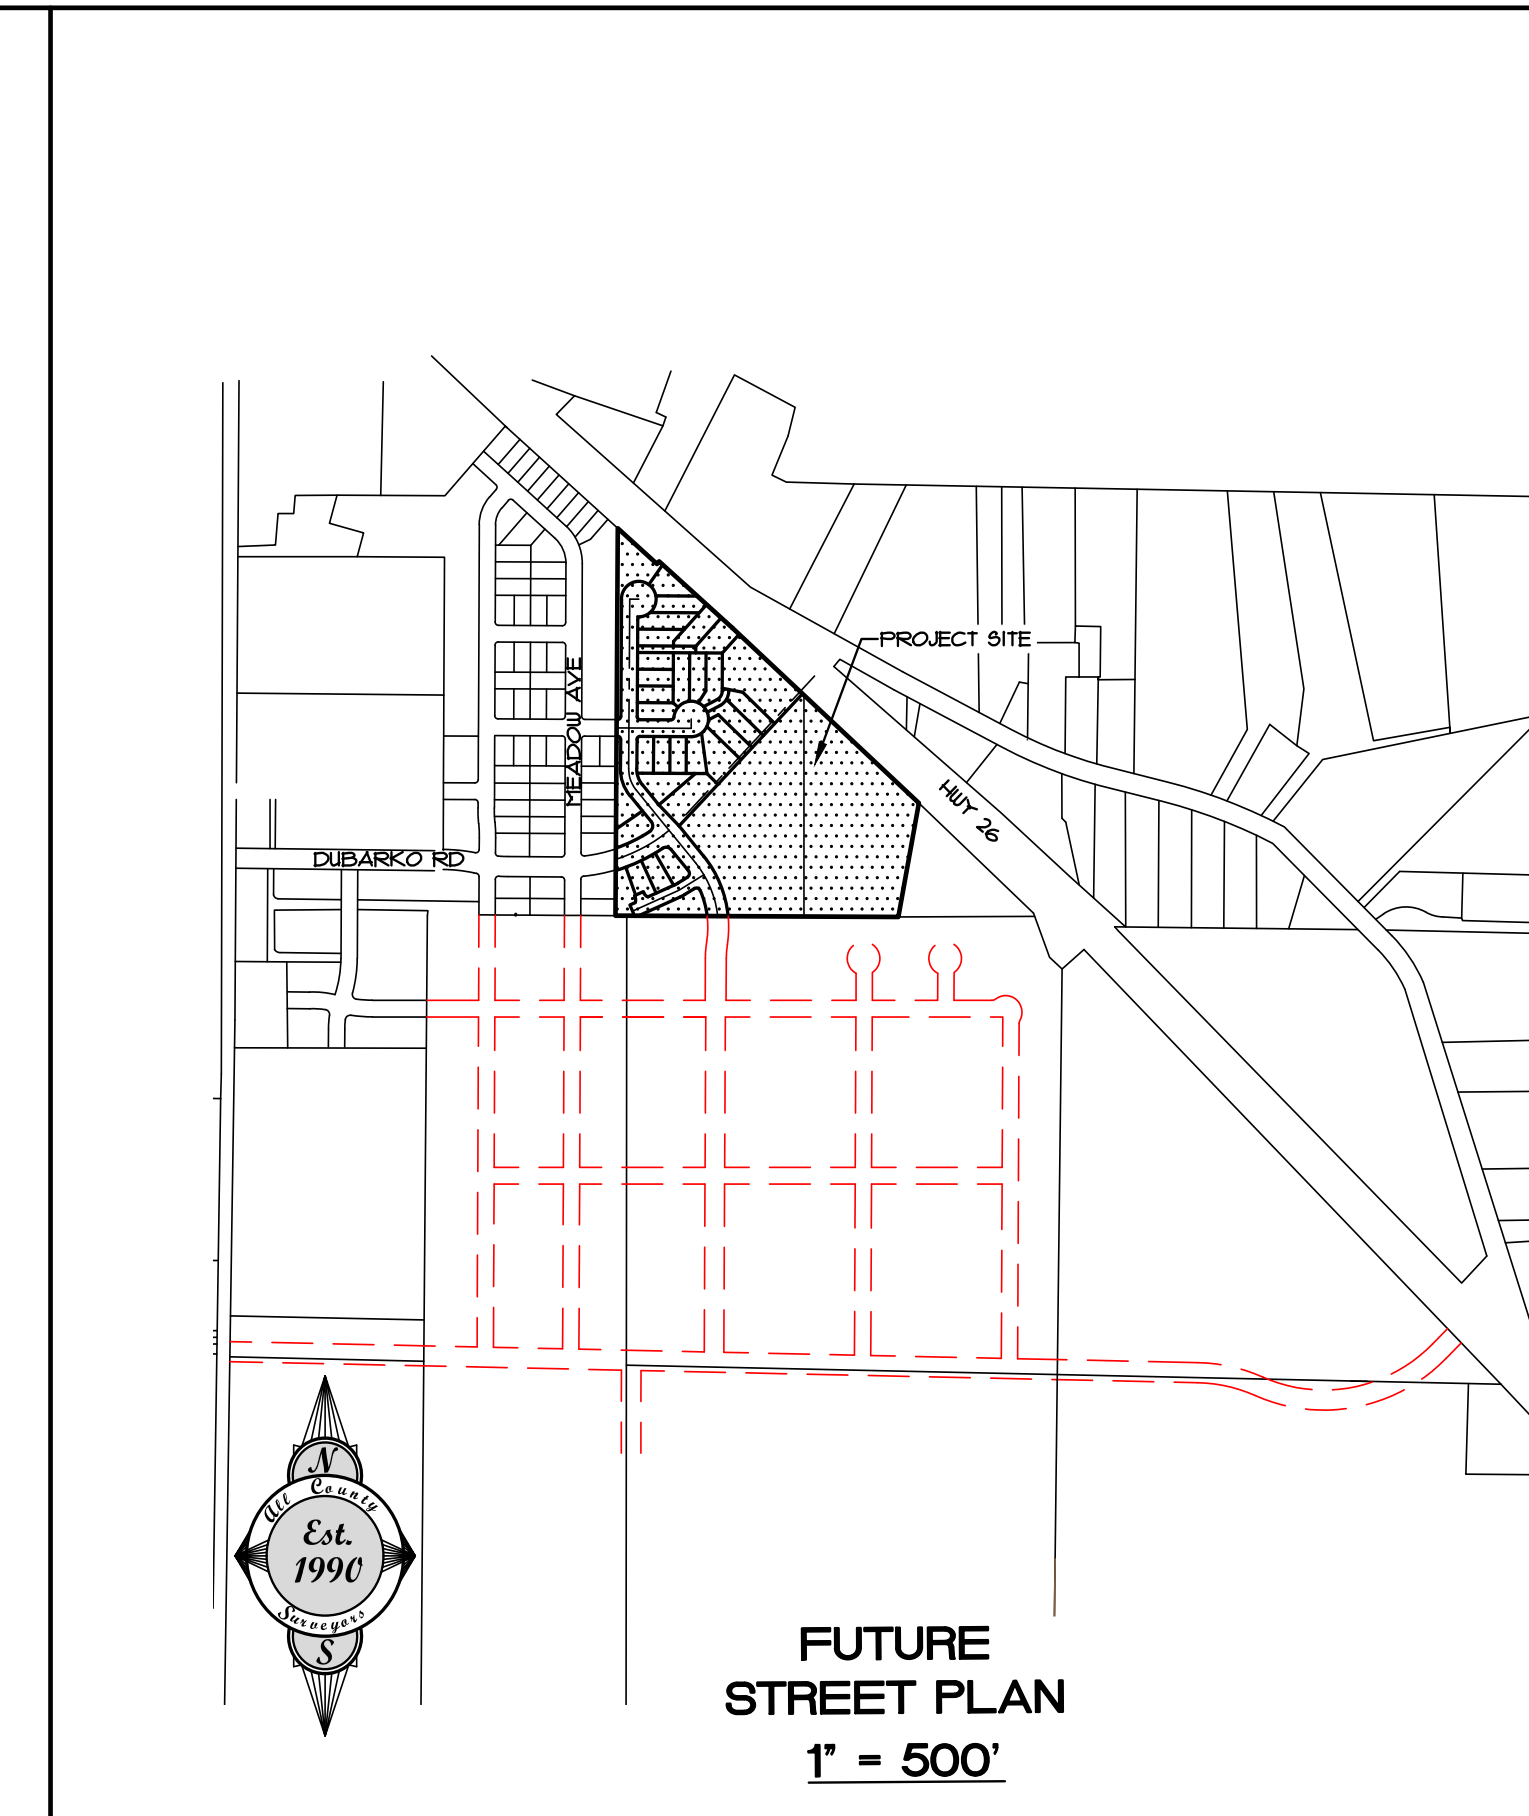 PROJECT SITE
MEADOW AVE
HWY 26
DUBARKO RD
N
All County
Est.
1990
Surveyors
S
FUTURE
STREET PLAN
1" = 500'